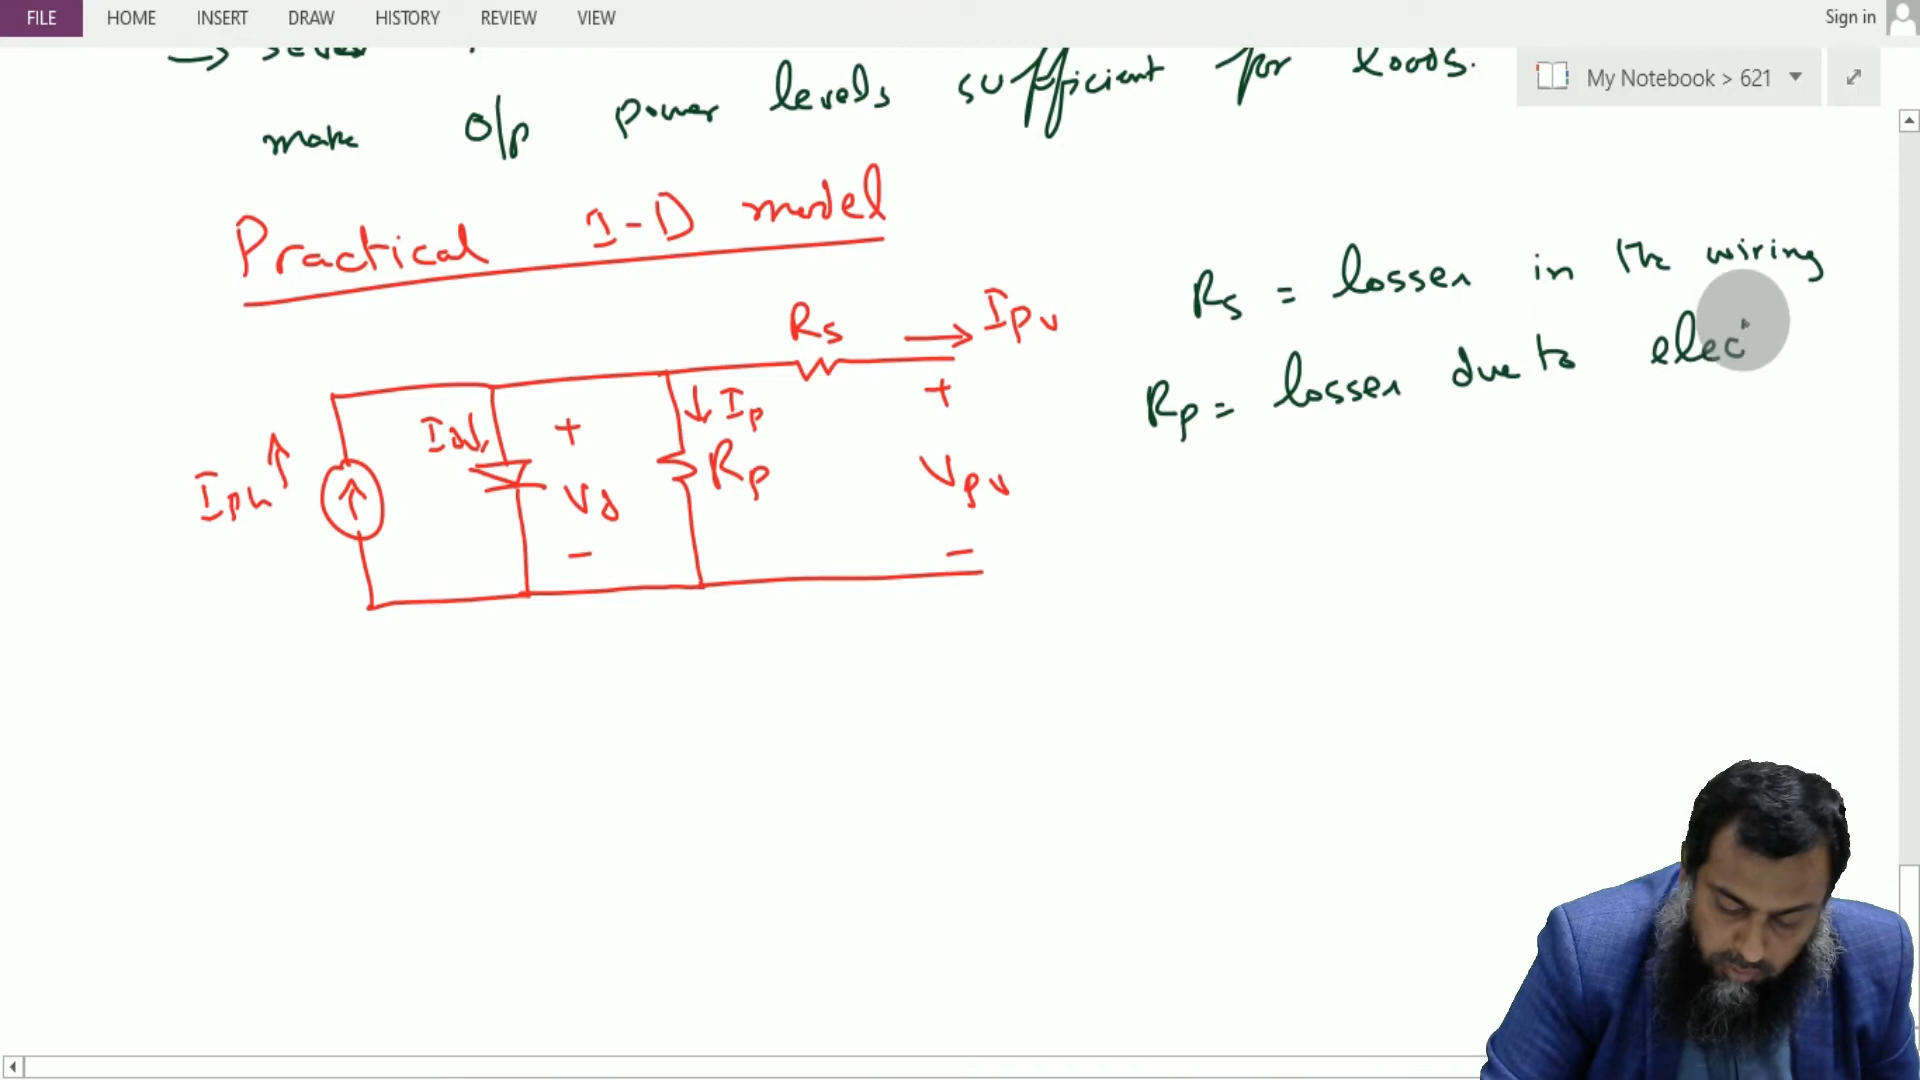 FILE HOME INSERT DRAW HISTORY REVIEW VIEW Sign in
My Notebook > 621
make o/p power levels sufficient for loads.
Practical 1-D model
Rs = losses in the wiring
Rp = losses due to elec
Rs Ipv
+
Id + Ip
Iph Vd Rp Vpv
- -